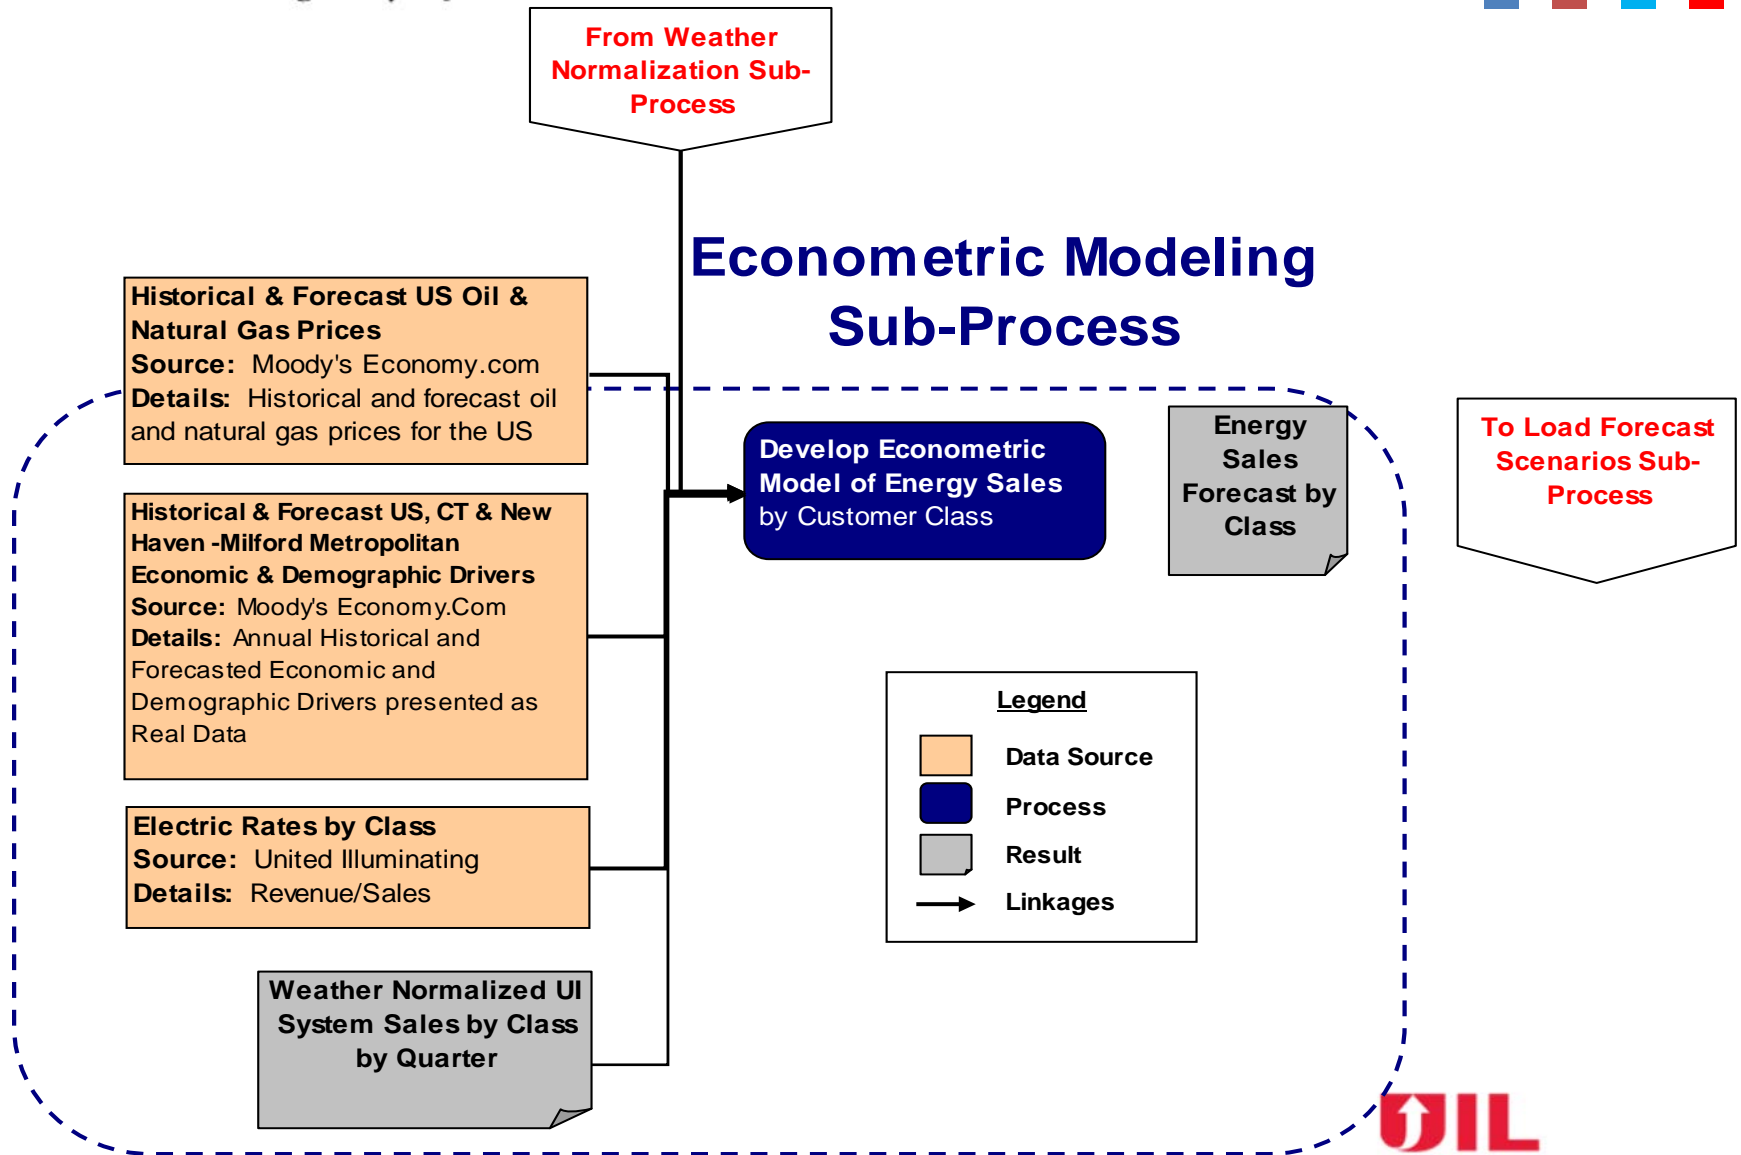 From Weather
Normalization Sub-
Process
Econometric Modeling
Sub-Process
Historical & Forecast US Oil &
Natural Gas Prices
Source: Moody's Economy.com
Details: Historical and forecast oil
and natural gas prices for the US
Historical & Forecast US, CT & New
Haven -Milford Metropolitan
Economic & Demographic Drivers
Source: Moody's Economy.Com
Details: Annual Historical and
Forecasted Economic and
Demographic Drivers presented as
Real Data
Electric Rates by Class
Source: United Illuminating
Details: Revenue/Sales
Weather Normalized UI
System Sales by Class
by Quarter
Develop Econometric
Model of Energy Sales
by Customer Class
Energy
Sales
Forecast by
Class
To Load Forecast
Scenarios Sub-
Process
Legend
Data Source
Process
Result
Linkages
UIL